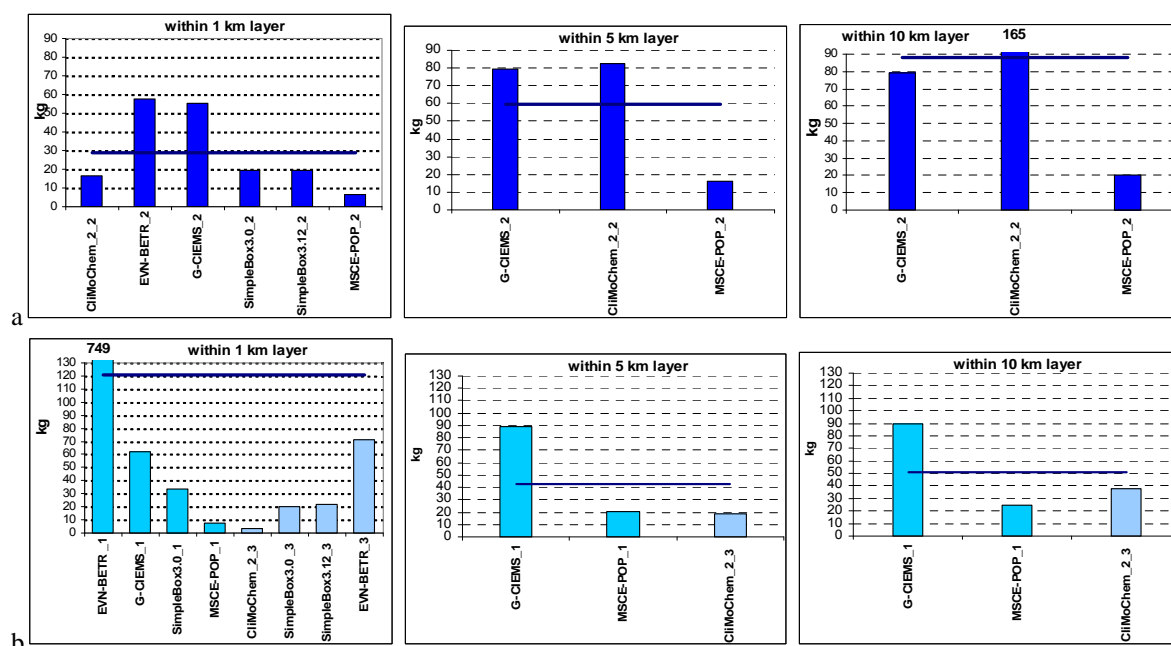 within 1 km layer
90
80
70
60
50
40
30
20
10
0
kg
CliMoChem_2_2
EVN-BETR_2
G-CIEMS_2
SimpleBox3.0_2
SimpleBox3.12_2
MSCE-POP_2
within 5 km layer
90
80
70
60
50
40
30
20
10
0
kg
G-CIEMS_2
CliMoChem_2_2
MSCE-POP_2
within 10 km layer
165
90
80
70
60
50
40
30
20
10
0
kg
G-CIEMS_2
CliMoChem_2_2
MSCE-POP_2
a
749
within 1 km layer
130
120
110
100
90
80
70
60
50
40
30
20
10
0
kg
EVN-BETR_1
G-CIEMS_1
SimpleBox3.0_1
MSCE-POP_1
CliMoChem_2_3
SimpleBox3.0_3
SimpleBox3.12_3
EVN-BETR_3
within 5 km layer
130
120
110
100
90
80
70
60
50
40
30
20
10
0
kg
G-CIEMS_1
MSCE-POP_1
CliMoChem_2_3
within 10 km layer
130
120
110
100
90
80
70
60
50
40
30
20
10
0
kg
G-CIEMS_1
MSCE-POP_1
CliMoChem_2_3
b